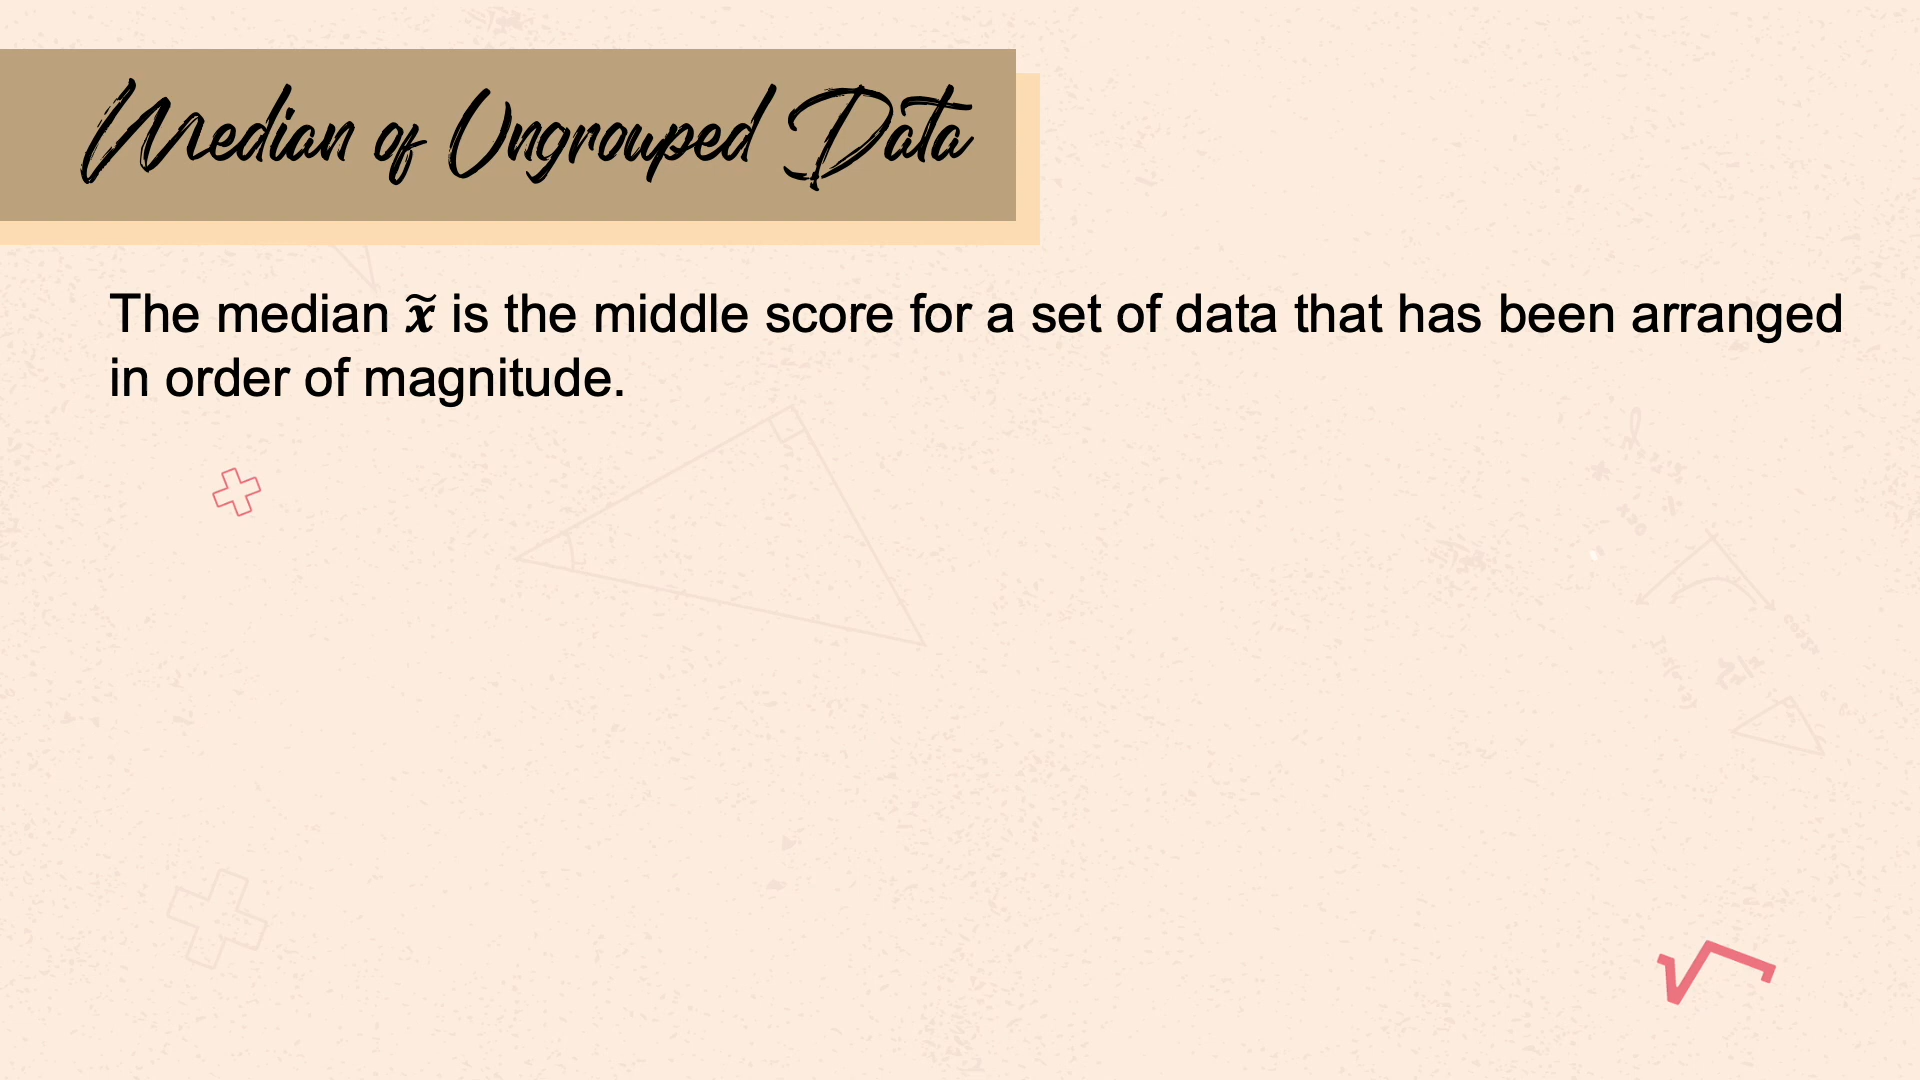 Median of Ungrouped Data
The median x̃ is the middle score for a set of data that has been arranged
in order of magnitude.